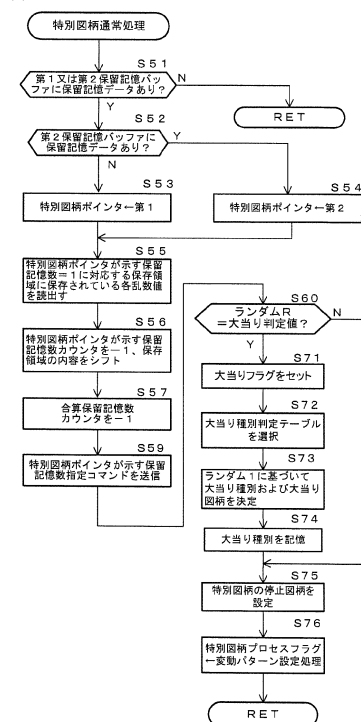 特別図柄通常処理
S51
第1又は第2保留記憶バッ
ファに保留記憶データあり?
N
Y
RET
S52
第2保留記憶バッファに
保留記憶データあり?
Y
N
S53
特別図柄ポインタ←第1
S54
特別図柄ポインタ←第2
S55
特別図柄ポインタが示す保留
記憶数=1に対応する保存領
域に保存されている各乱数値
を読出す
S56
特別図柄ポインタが示す保留
記憶数カウンタを-1、保存
領域の内容をシフト
S57
合算保留記憶数
カウンタを-1
S59
特別図柄ポインタが示す保留
記憶数指定コマンドを送信
S60
ランダムR
=大当り判定値?
N
Y
S71
大当りフラグをセット
S72
大当り種別判定テーブル
を選択
S73
ランダム1に基づいて
大当り種別および大当り
図柄を決定
S74
大当り種別を記憶
S75
特別図柄の停止図柄を
設定
S76
特別図柄プロセスフラグ
←変動パターン設定処理
RET